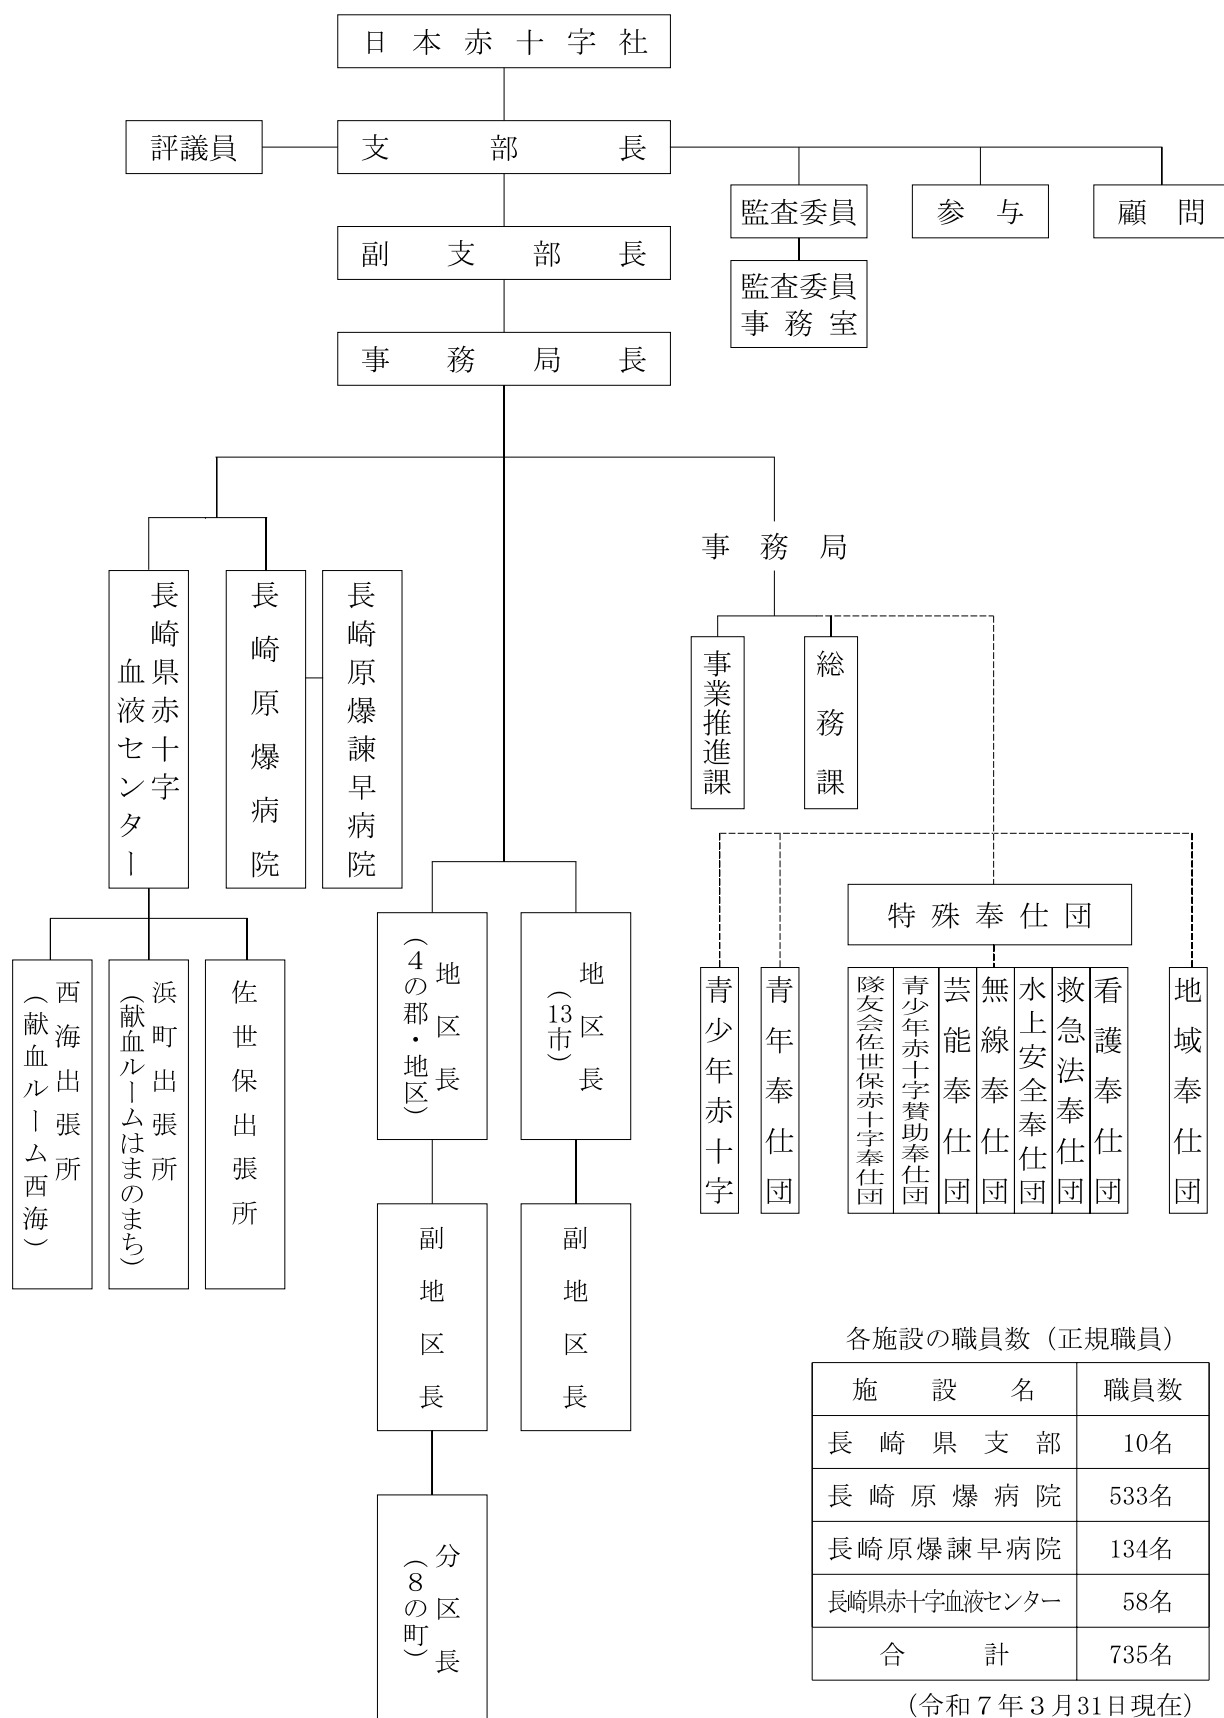 日本赤十字社
評議員
支部長
監査委員
参与
顧問
副支部長
監査委員
事務室
事務局長
事務局
長崎県赤十字
血液センター
長崎原爆病院
長崎原爆諫早病院
事業推進課
総務課
西海出張所
(献血ルーム西海)
浜町出張所
(献血ルームはまのまち)
佐世保出張所
地区長
(4の郡・地区)
地区長
(13市)
特殊奉仕団
青少年赤十字
青年奉仕団
隊友会佐世保赤十字奉仕団
青少年赤十字賛助奉仕団
芸能奉仕団
無線奉仕団
水上安全奉仕団
救急法奉仕団
看護奉仕団
地域奉仕団
副地区長
副地区長
分区長
(8の町)
各施設の職員数（正規職員）
施設名 職員数
長崎県支部 10名
長崎原爆病院 533名
長崎原爆諫早病院 134名
長崎県赤十字血液センター 58名
合計 735名
(令和7年3月31日現在)